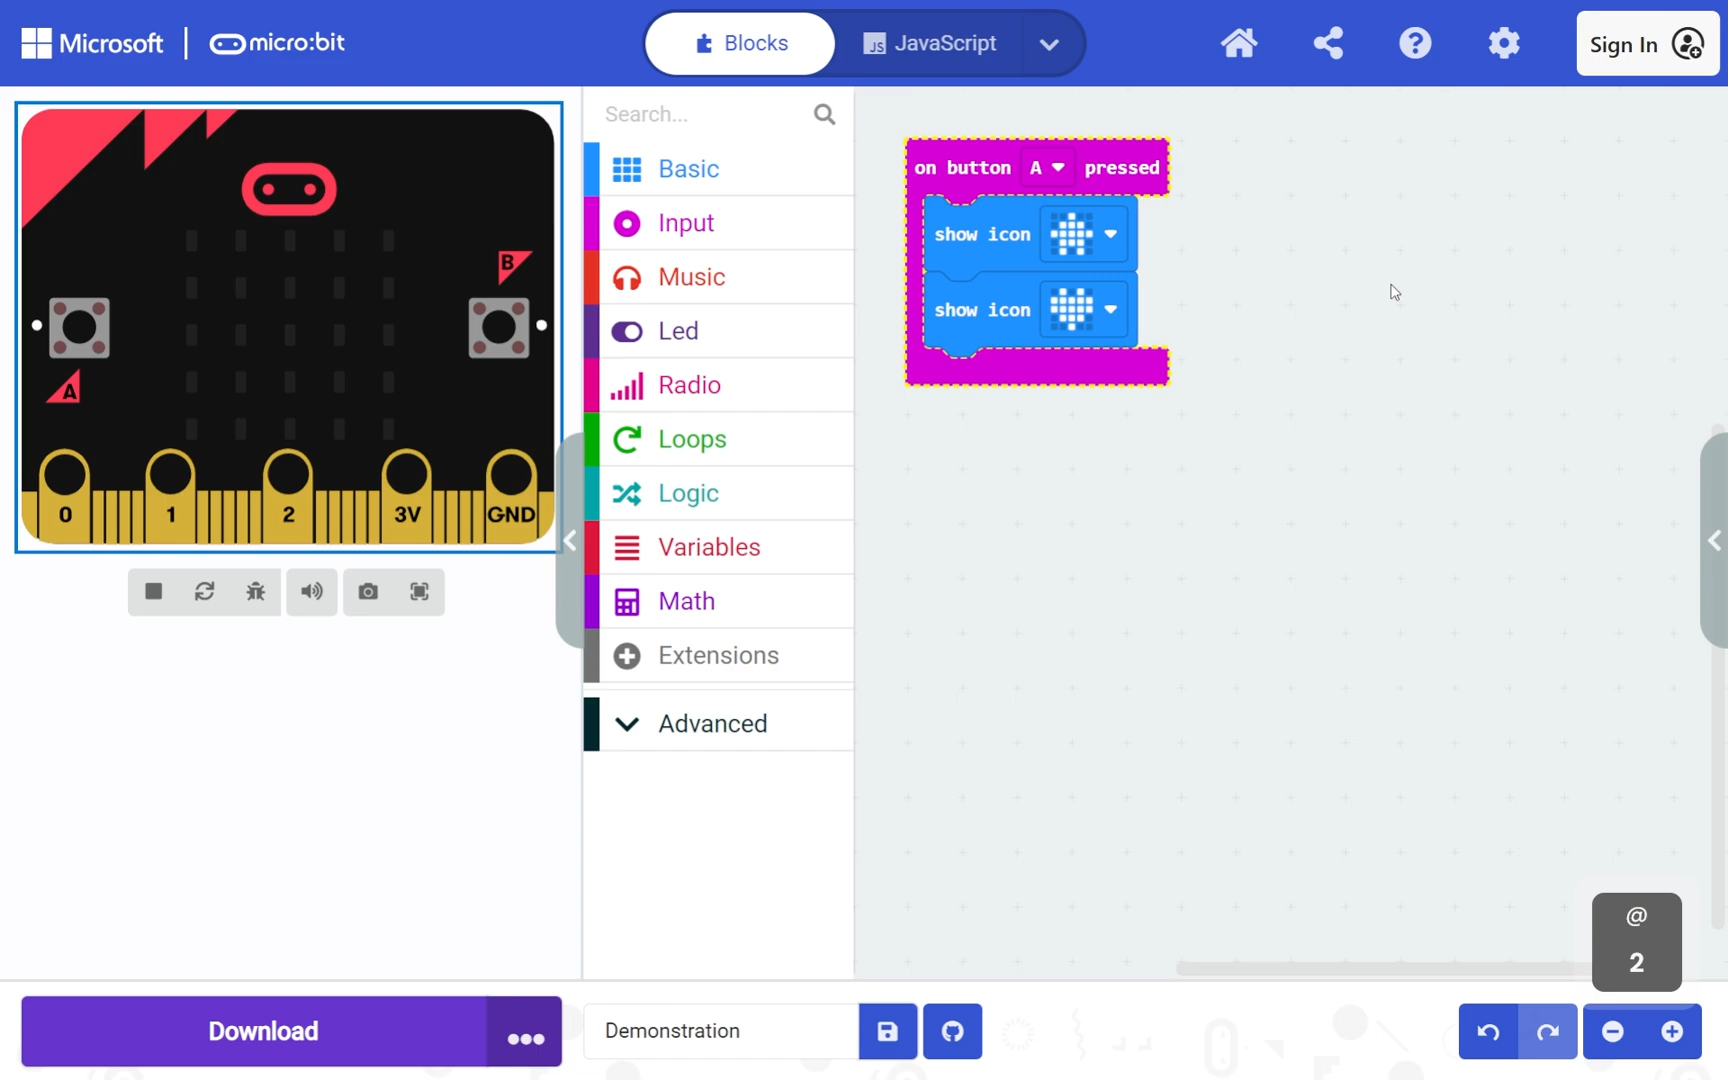 Microsoft
micro:bit
Blocks
JS JavaScript
?
Sign In
Search...
Basic
Input
Music
Led
Radio
Loops
Logic
Variables
Math
Extensions
Advanced
B
A
0 1 2 3V GND
on button A pressed
show icon
show icon
@
2
Download
Demonstration